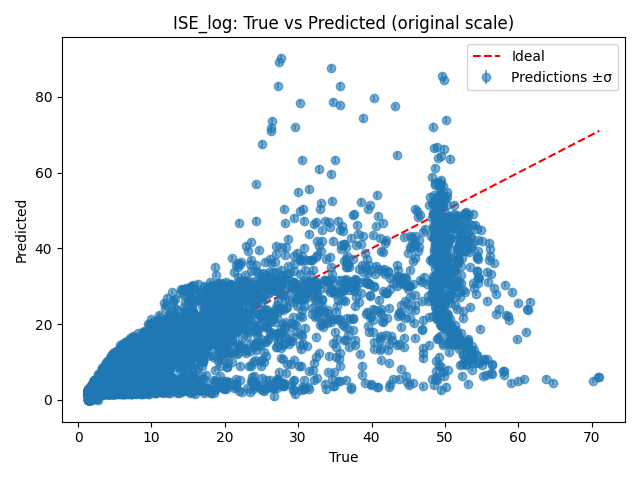 ISE_log: True vs Predicted (original scale)
Ideal
Predictions ±σ
Predicted
80
60
40
20
0
0 10 20 30 40 50 60 70
True